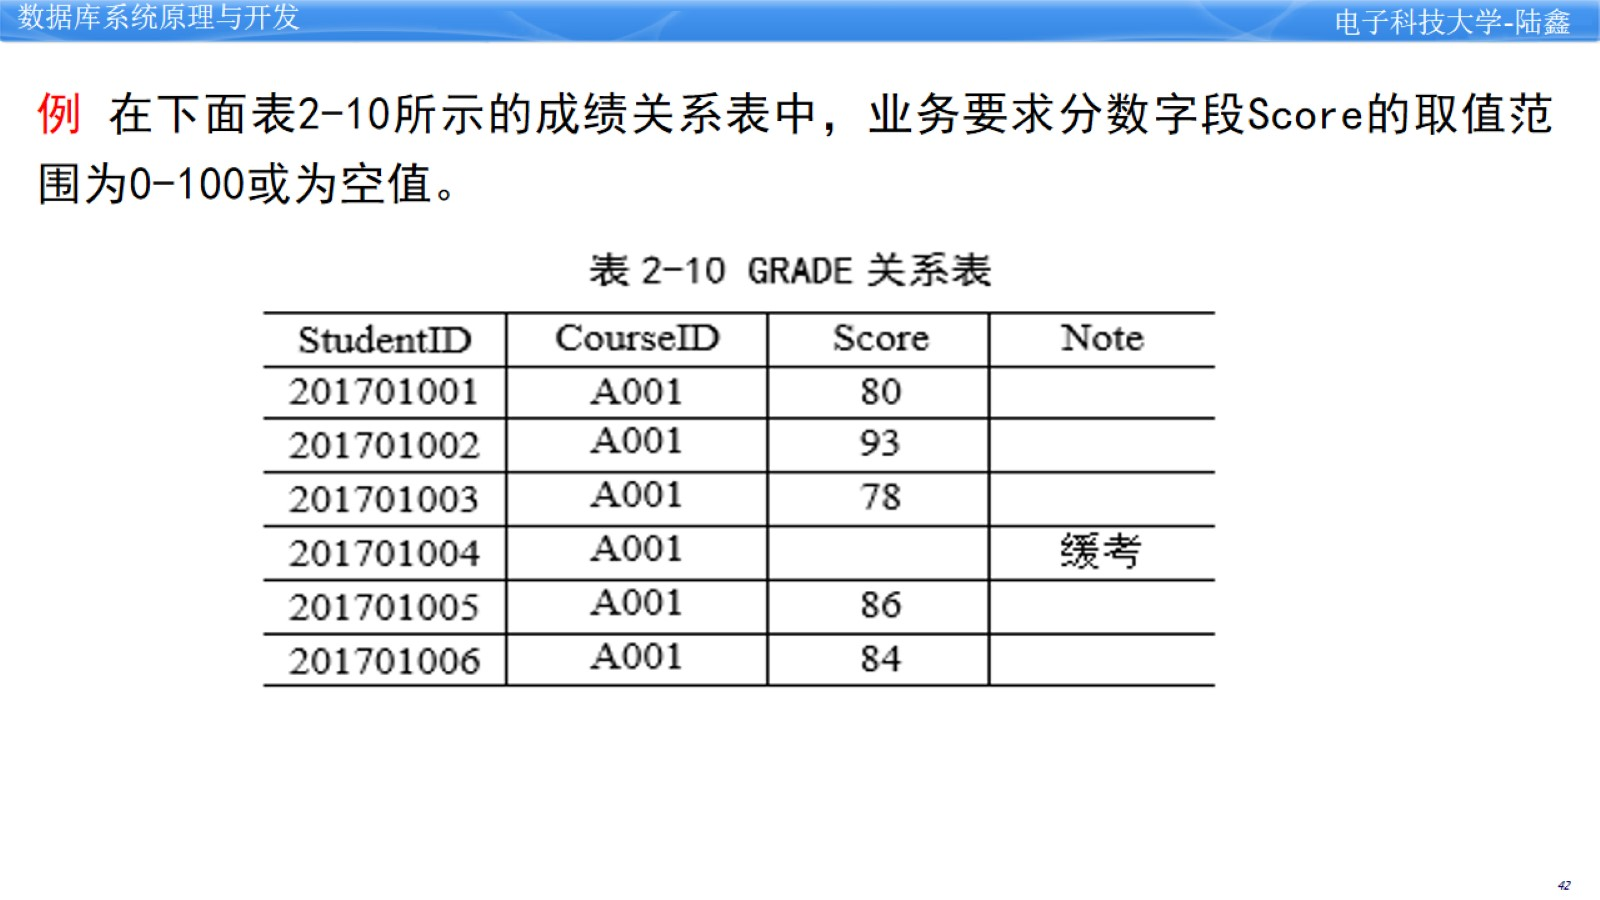 数据库系统原理与开发
电子科技大学-陆鑫
例 在下面表2-10所示的成绩关系表中，业务要求分数字段Score的取值范
围为0-100或为空值。
表 2-10 GRADE 关系表
StudentID CourseID Score Note
201701001 A001 80
201701002 A001 93
201701003 A001 78
201701004 A001 缓考
201701005 A001 86
201701006 A001 84
42